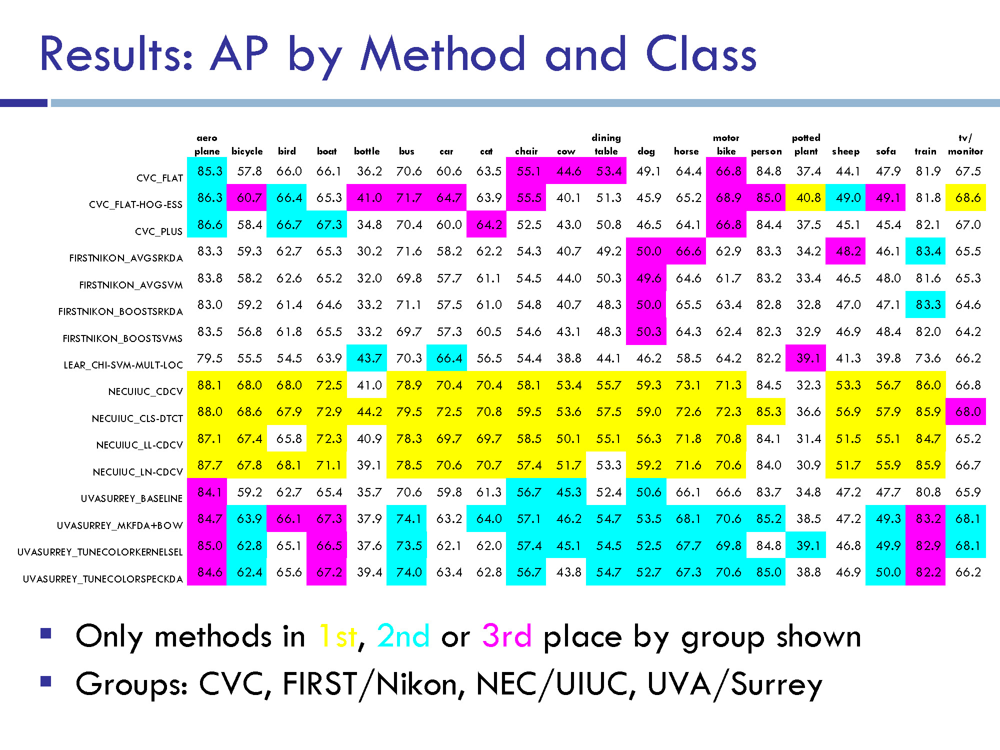 Results: AP by Method and Class
aero plane bicycle bird boat bottle bus car cat chair cow dining table dog horse motor bike person potted plant sheep sofa train tv/ monitor
CVC_FLAT 85.3 57.8 66.0 66.1 36.2 70.6 60.6 63.5 55.1 44.6 53.4 49.1 64.4 66.8 84.8 37.4 44.1 47.9 81.9 67.5
CVC_FLAT-HOG-ESS 86.3 60.7 66.4 65.3 41.0 71.7 64.7 63.9 55.5 40.1 51.3 45.9 65.2 68.9 85.0 40.8 49.0 49.1 81.8 68.6
CVC_PLUS 86.6 58.4 66.7 67.3 34.8 70.4 60.0 64.2 52.5 43.0 50.8 46.5 64.1 66.8 84.4 37.5 45.1 45.4 82.1 67.0
FIRSTNIKON_AVGSRKDA 83.3 59.3 62.7 65.3 30.2 71.6 58.2 62.2 54.3 40.7 49.2 50.0 66.6 62.9 83.3 34.2 48.2 46.1 83.4 65.5
FIRSTNIKON_AVGSVM 83.8 58.2 62.6 65.2 32.0 69.8 57.7 61.1 54.5 44.0 50.3 49.6 64.6 61.7 83.2 33.4 46.5 48.0 81.6 65.3
FIRSTNIKON_BOOSTSRKDA 83.0 59.2 61.4 64.6 33.2 71.1 57.5 61.0 54.8 40.7 48.3 50.0 65.5 63.4 82.8 32.8 47.0 47.1 83.3 64.6
FIRSTNIKON_BOOSTSVMS 83.5 56.8 61.8 65.5 33.2 69.7 57.3 60.5 54.6 43.1 48.3 50.3 64.3 62.4 82.3 32.9 46.9 48.4 82.0 64.2
LEAR_CHI-SVM-MULT-LOC 79.5 55.5 54.5 63.9 43.7 70.3 66.4 56.5 54.4 38.8 44.1 46.2 58.5 64.2 82.2 39.1 41.3 39.8 73.6 66.2
NECUIUC_CDCV 88.1 68.0 68.0 72.5 41.0 78.9 70.4 70.4 58.1 53.4 55.7 59.3 73.1 71.3 84.5 32.3 53.3 56.7 86.0 66.8
NECUIUC_CLS-DTCT 88.0 68.6 67.9 72.9 44.2 79.5 72.5 70.8 59.5 53.6 57.5 59.0 72.6 72.3 85.3 36.6 56.9 57.9 85.9 68.0
NECUIUC_LL-CDCV 87.1 67.4 65.8 72.3 40.9 78.3 69.7 69.7 58.5 50.1 55.1 56.3 71.8 70.8 84.1 31.4 51.5 55.1 84.7 65.2
NECUIUC_LN-CDCV 87.7 67.8 68.1 71.1 39.1 78.5 70.6 70.7 57.4 51.7 53.3 59.2 71.6 70.6 84.0 30.9 51.7 55.9 85.9 66.7
UVASURREY_BASELINE 84.1 59.2 62.7 65.4 35.7 70.6 59.8 61.3 56.7 45.3 52.4 50.6 66.1 66.6 83.7 34.8 47.2 47.7 80.8 65.9
UVASURREY_MKFDA+BOW 84.7 63.9 66.1 67.3 37.9 74.1 63.2 64.0 57.1 46.2 54.7 53.5 68.1 70.6 85.2 38.5 47.2 49.3 83.2 68.1
UVASURREY_TUNECOLORKERNELSEL 85.0 62.8 65.1 66.5 37.6 73.5 62.1 62.0 57.4 45.1 54.5 52.5 67.7 69.8 84.8 39.1 46.8 49.9 82.9 68.1
UVASURREY_TUNECOLORSPECKDA 84.6 62.4 65.6 67.2 39.4 74.0 63.4 62.8 56.7 43.8 54.7 52.7 67.3 70.6 85.0 38.8 46.9 50.0 82.2 66.2
▪ Only methods in 1st, 2nd or 3rd place by group shown
▪ Groups: CVC, FIRST/Nikon, NEC/UIUC, UVA/Surrey